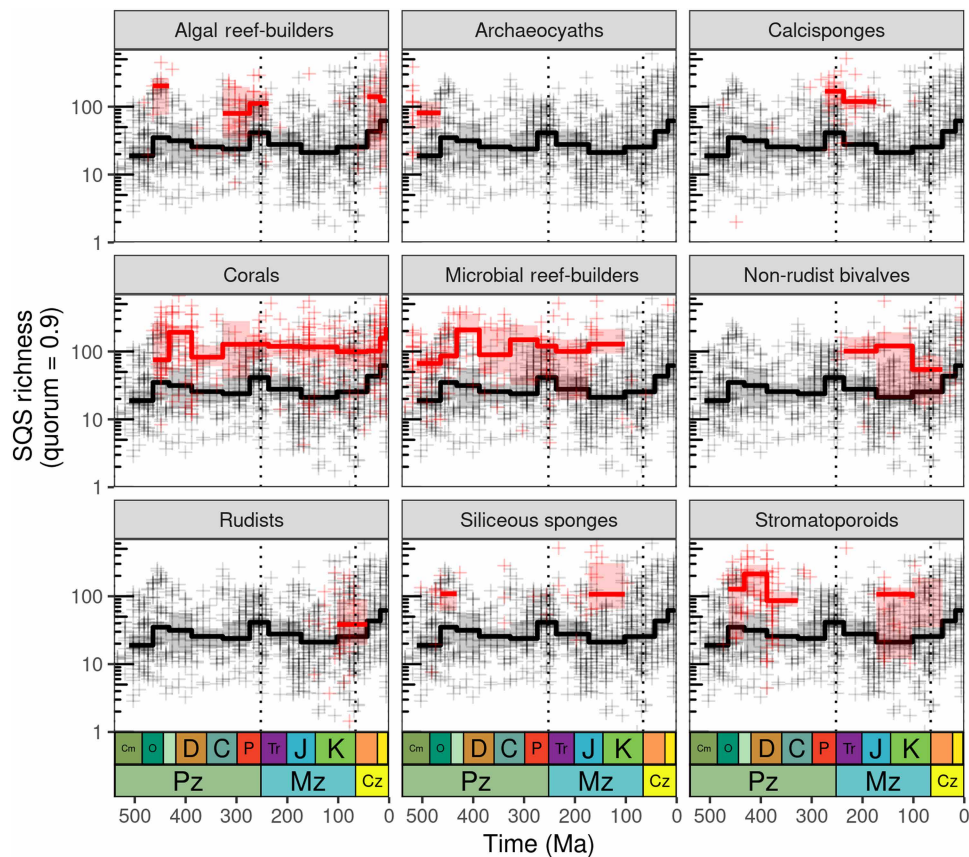 Algal reef-builders Archaeocyaths Calcisponges
100
10
1
Corals Microbial reef-builders Non-rudist bivalves
100
10
1
SQS richness
(quorum = 0.9)
Rudists Siliceous sponges Stromatoporoids
100
10
1
Cm O D C P Tr J K Cm O D C P Tr J K Cm O D C P Tr J K
Pz Mz Cz Pz Mz Cz Pz Mz Cz
500 400 300 200 100 0 500 400 300 200 100 0 500 400 300 200 100 0
Time (Ma)